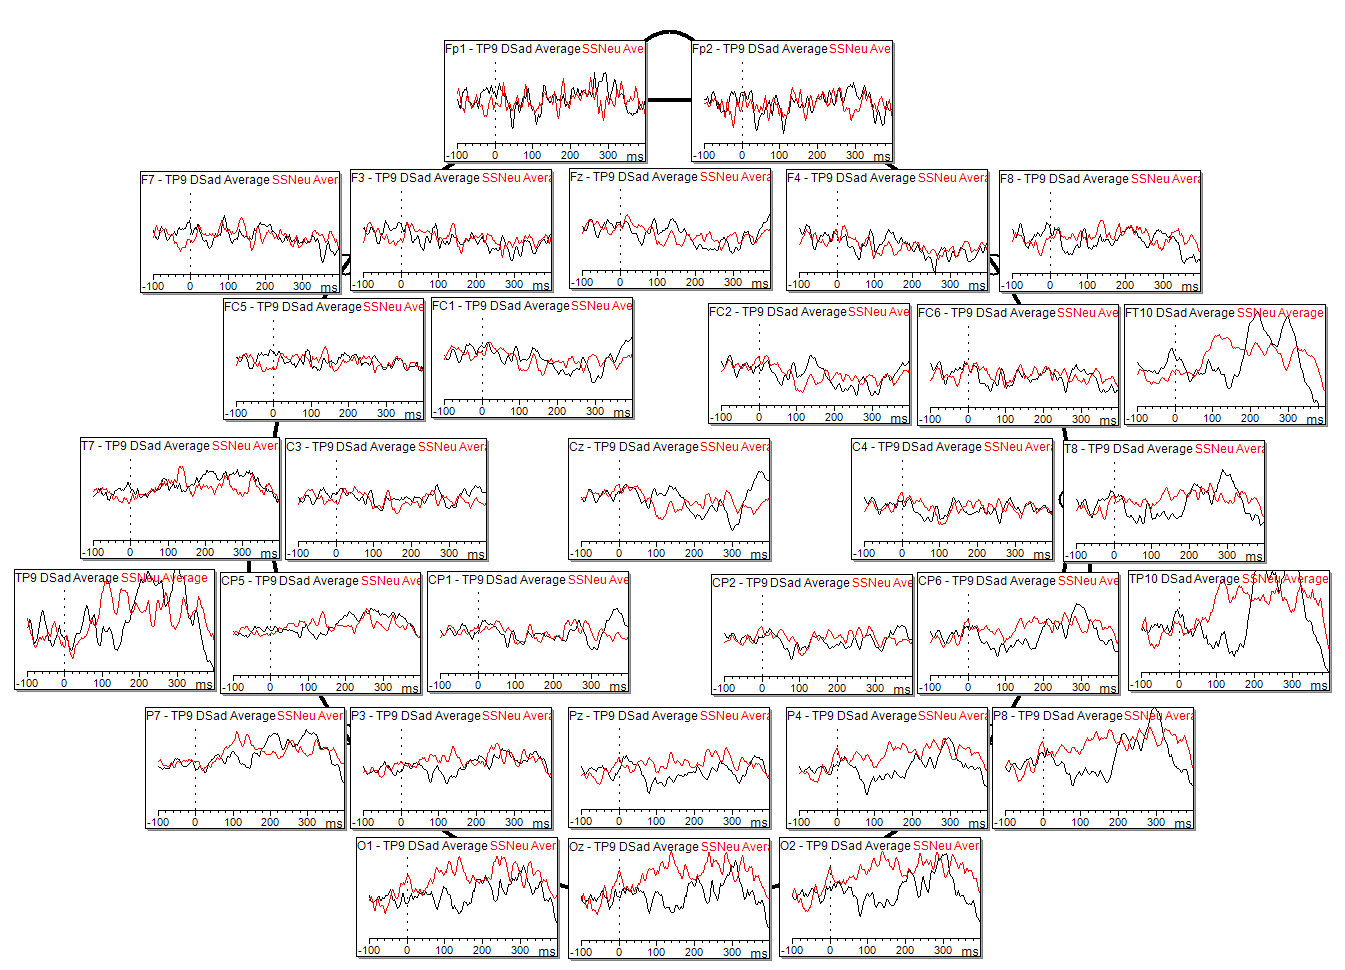 Fp1 - TP9 DSad Average SSNeu Ave
-100 0 100 200 300 ms
Fp2 - TP9 DSad Average SSNeu Ave
-100 0 100 200 300 ms
F7 - TP9 DSad Average SSNeu Aver
-100 0 100 200 300 ms
F3 - TP9 DSad Average SSNeu Avera
-100 0 100 200 300 ms
Fz - TP9 DSad Average SSNeu Avera
-100 0 100 200 300 ms
F4 - TP9 DSad Average SSNeu Avera
-100 0 100 200 300 ms
F8 - TP9 DSad Average SSNeu Avera
-100 0 100 200 300 ms
FC5 - TP9 DSad Average SSNeu Ave
-100 0 100 200 300 ms
FC1 - TP9 DSad Average SSNeu Ave
-100 0 100 200 300 ms
FC2 - TP9 DSad Average SSNeu Ave
-100 0 100 200 300 ms
FC6 - TP9 DSad Average SSNeu Ave
-100 0 100 200 300 ms
FT10 DSad Average SSNeu Average
-100 0 100 200 300 ms
T7 - TP9 DSad Average SSNeu Aver
-100 0 100 200 300 ms
C3 - TP9 DSad Average SSNeu Avera
-100 0 100 200 300 ms
Cz - TP9 DSad Average SSNeu Avera
-100 0 100 200 300 ms
C4 - TP9 DSad Average SSNeu Avera
-100 0 100 200 300 ms
T8 - TP9 DSad Average SSNeu Aver
-100 0 100 200 300 ms
TP9 DSad Average SSNeu Average
-100 0 100 200 300 ms
CP5 - TP9 DSad Average SSNeu Ave
-100 0 100 200 300 ms
CP1 - TP9 DSad Average SSNeu Ave
-100 0 100 200 300 ms
CP2 - TP9 DSad Average SSNeu Ave
-100 0 100 200 300 ms
CP6 - TP9 DSad Average SSNeu Ave
-100 0 100 200 300 ms
TP10 DSad Average SSNeu Average
-100 0 100 200 300 ms
P7 - TP9 DSad Average SSNeu Aver
-100 0 100 200 300 ms
P3 - TP9 DSad Average SSNeu Avera
-100 0 100 200 300 ms
Pz - TP9 DSad Average SSNeu Avera
-100 0 100 200 300 ms
P4 - TP9 DSad Average SSNeu Avera
-100 0 100 200 300 ms
P8 - TP9 DSad Average SSNeu Avera
-100 0 100 200 300 ms
O1 - TP9 DSad Average SSNeu Aver
-100 0 100 200 300 ms
Oz - TP9 DSad Average SSNeu Avera
-100 0 100 200 300 ms
O2 - TP9 DSad Average SSNeu Aver
-100 0 100 200 300 ms